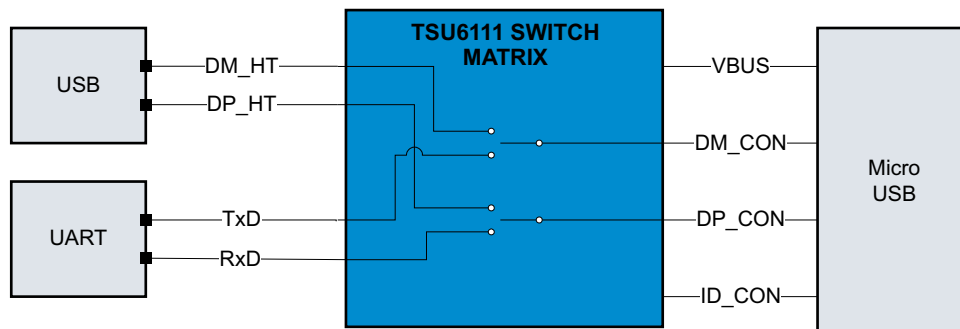 TSU6111 SWITCH
MATRIX
USB
DM_HT
DP_HT
UART
TxD
RxD
VBUS
DM_CON
DP_CON
ID_CON
Micro
USB